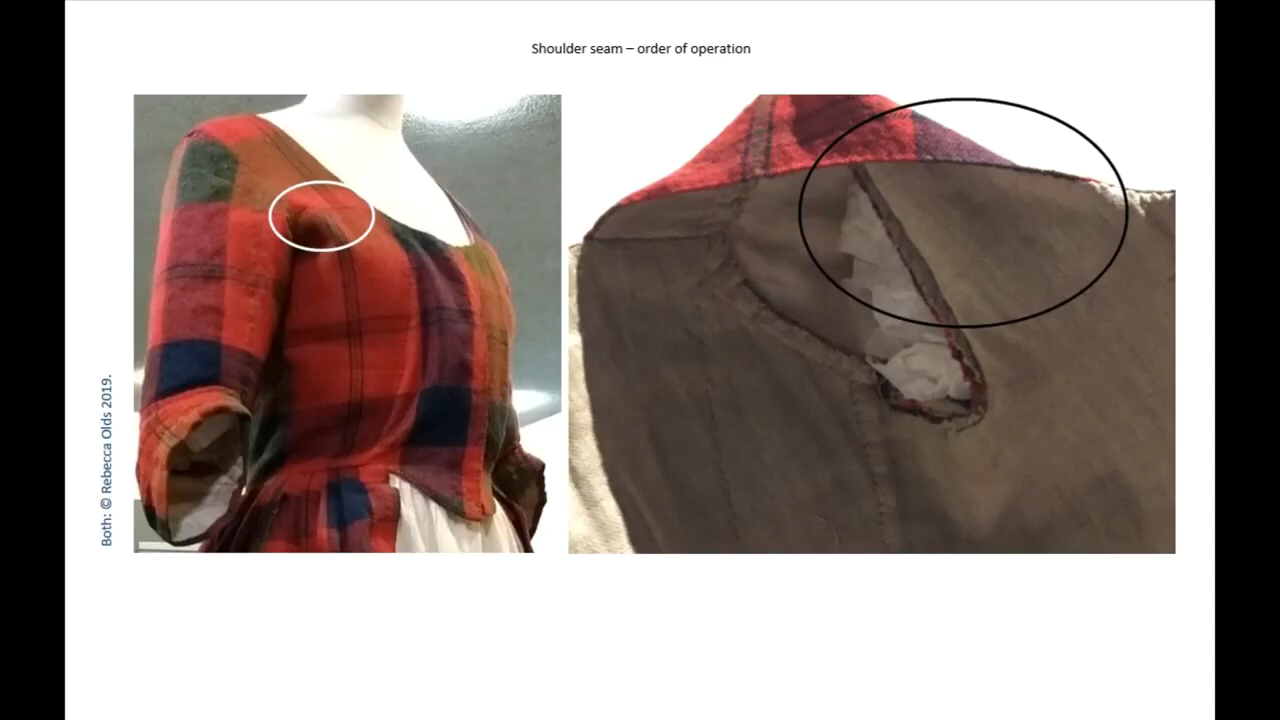 Shoulder seam – order of operation
Both: © Rebecca Olds 2019.